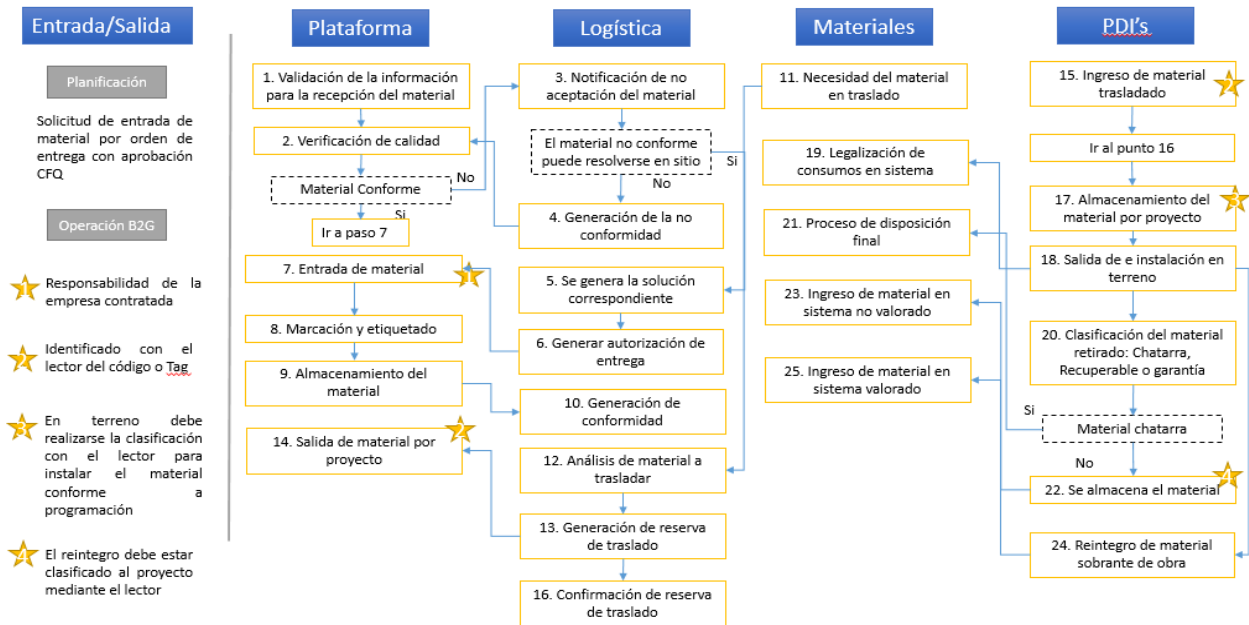 Entrada/Salida
Planificación
Solicitud de entrada de
material por orden de
entrega con aprobación
CFQ
Operación B2G
1
Responsabilidad de la
empresa contratada
2
Identificado con el
lector del código o Tag
3
En terreno debe
realizarse la clasificación
con el lector para
instalar el material
conforme a
programación
4
El reintegro debe estar
clasificado al proyecto
mediante el lector
Plataforma
1. Validación de la información
para la recepción del material
2. Verificación de calidad
Material Conforme
No
Si
Ir a paso 7
7. Entrada de material
1
8. Marcación y etiquetado
9. Almacenamiento del
material
14. Salida de material por
proyecto
2
Logística
3. Notificación de no
aceptación del material
El material no conforme
puede resolverse en sitio
Si
No
4. Generación de la no
conformidad
5. Se genera la solución
correspondiente
6. Generar autorización de
entrega
10. Generación de
conformidad
12. Análisis de material a
trasladar
13. Generación de reserva
de traslado
16. Confirmación de reserva
de traslado
Materiales
11. Necesidad del material
en traslado
19. Legalización de
consumos en sistema
21. Proceso de disposición
final
23. Ingreso de material en
sistema no valorado
25. Ingreso de material en
sistema valorado
PDI's
15. Ingreso de material
trasladado
2
Ir al punto 16
17. Almacenamiento del
material por proyecto
3
18. Salida de e instalación en
terreno
20. Clasificación del material
retirado: Chatarra,
Recuperable o garantía
Si
Material chatarra
No
22. Se almacena el material
4
24. Reintegro de material
sobrante de obra